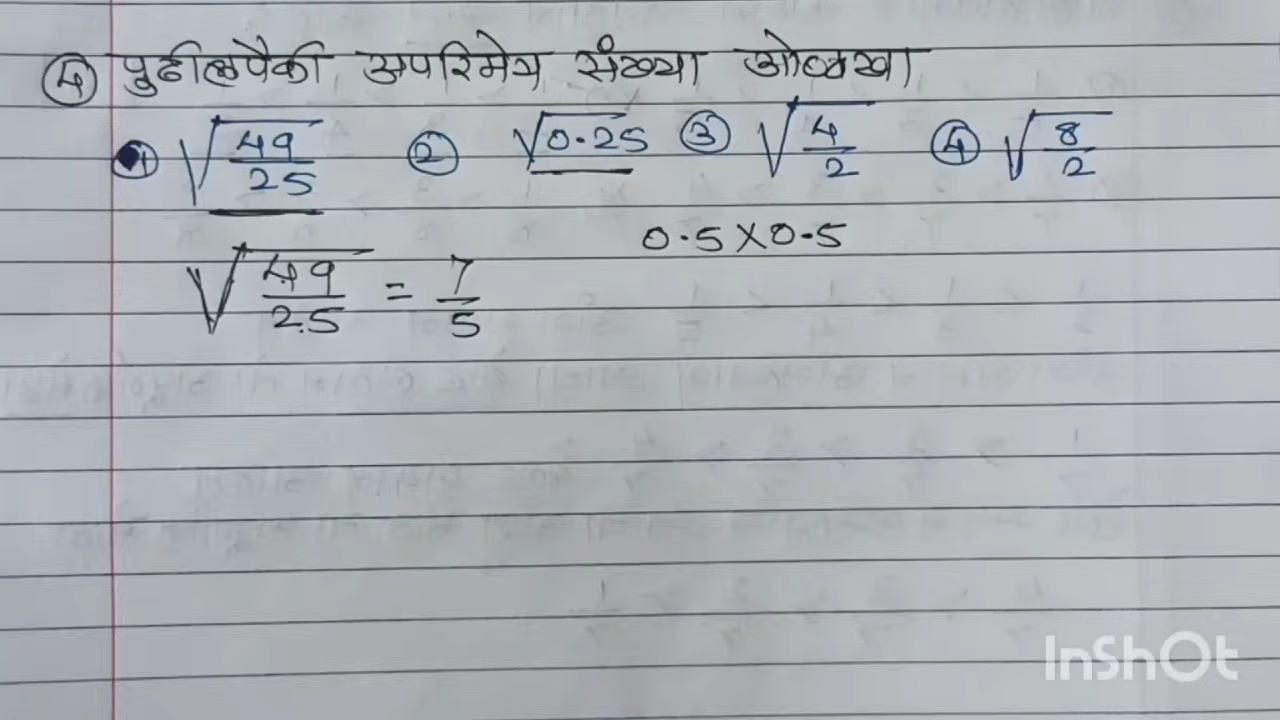 ④ पुढीलपैकी अपरिमेय संख्या ओळखा
① √(49/25) ② √0.25 ③ √(4/2) ④ √(8/2)
0.5 × 0.5
√(49/25) = 7/5
InShOt